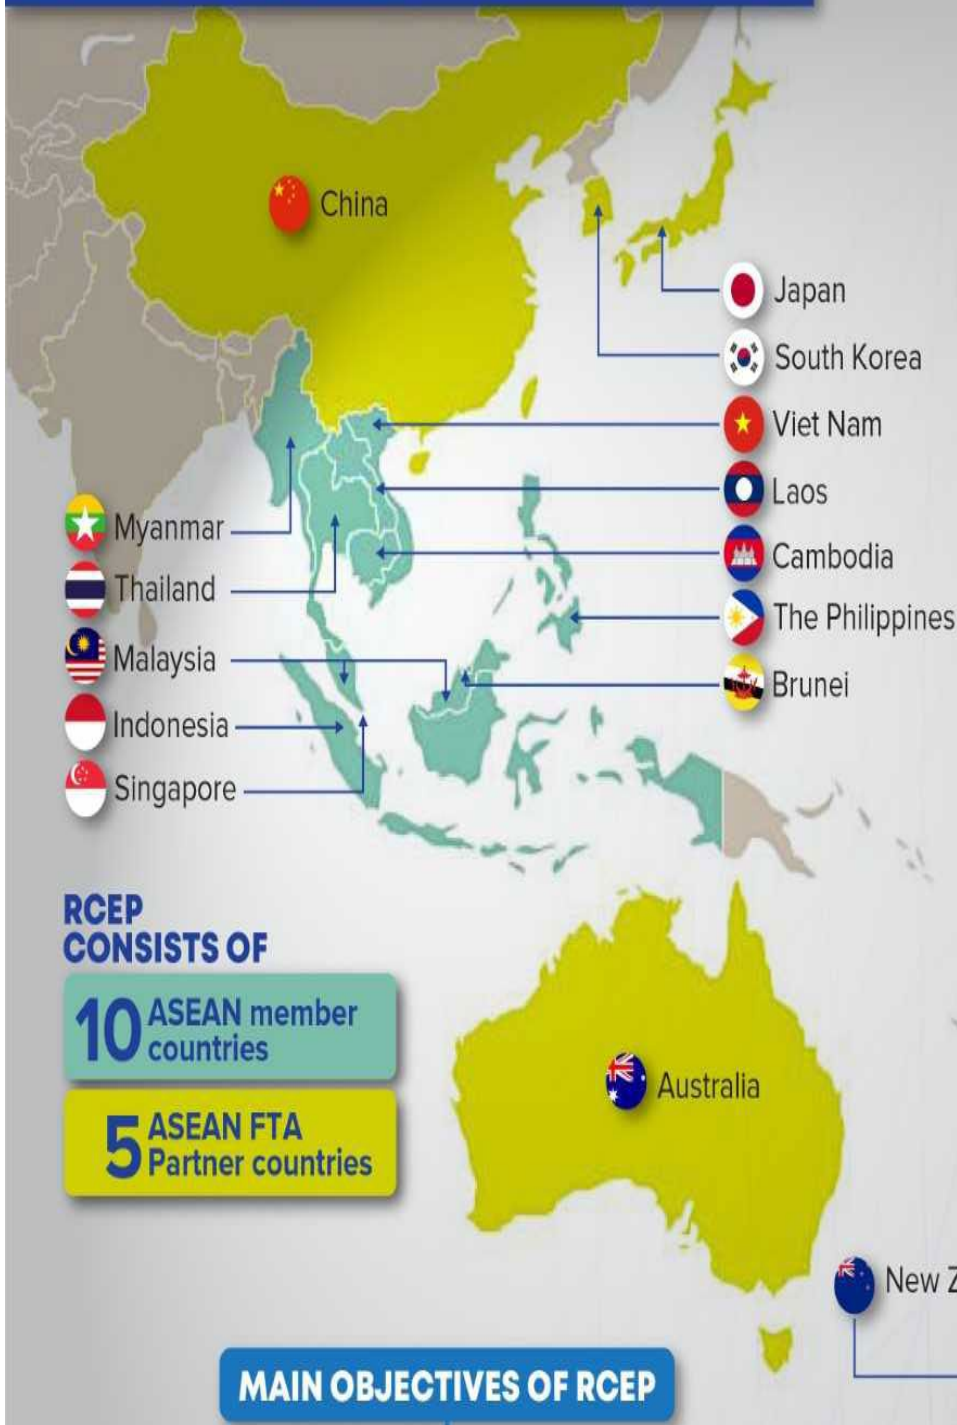 China
Japan
South Korea
Viet Nam
Laos
Cambodia
The Philippines
Brunei
Myanmar
Thailand
Malaysia
Indonesia
Singapore
RCEP
CONSISTS OF
10 ASEAN member
countries
5 ASEAN FTA
Partner countries
Australia
New Z
MAIN OBJECTIVES OF RCEP